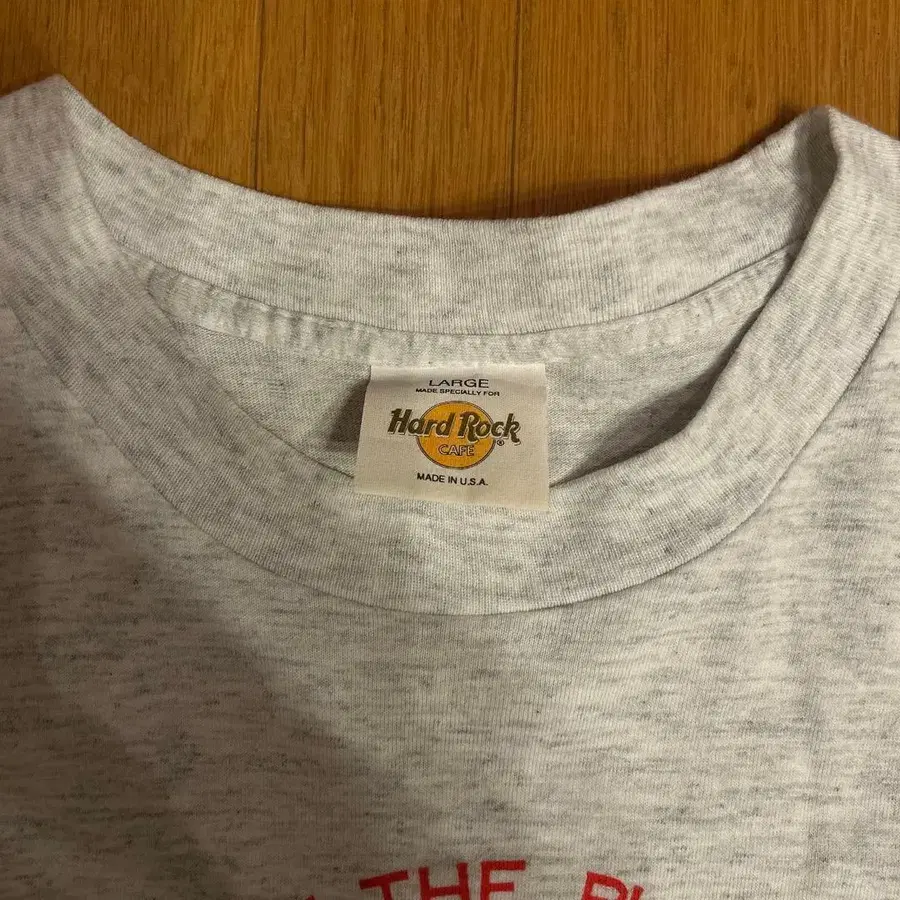 LARGE
MADE SPECIALLY FOR
Hard Rock
®
CAFE
MADE IN U.S.A.
THE